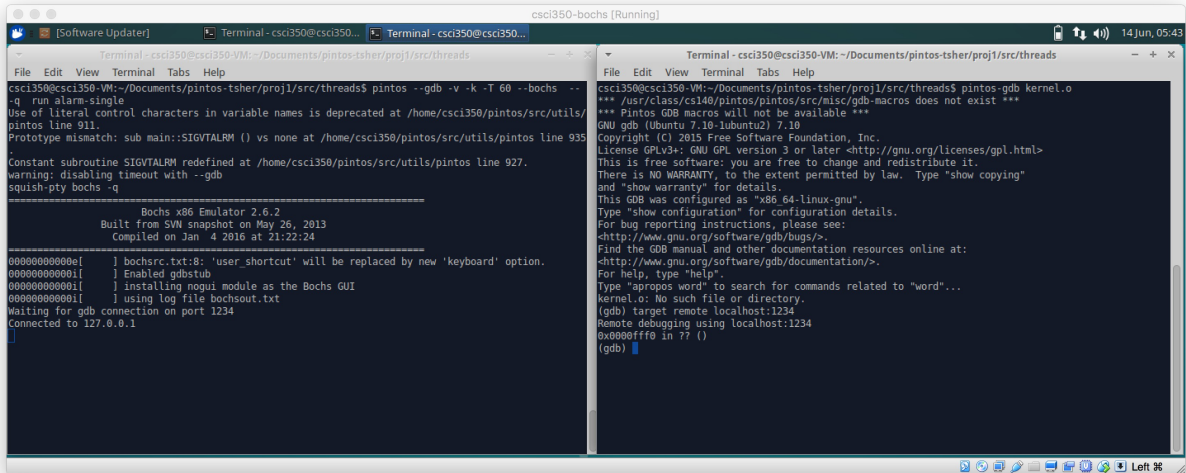 csci350-bochs [Running]
[Software Updater]
Terminal - csci350@csci350...
Terminal - csci350@csci350...
14 Jun, 05:43
Terminal - csci350@csci350-VM: ~/Documents/pintos-tsher/proj1/src/threads
File Edit View Terminal Tabs Help
csci350@csci350-VM:~/Documents/pintos-tsher/proj1/src/threads$ pintos --gdb -v -k -T 60 --bochs --
-q run alarm-single
Use of literal control characters in variable names is deprecated at /home/csci350/pintos/src/utils/
pintos line 911.
Prototype mismatch: sub main::SIGVTALRM () vs none at /home/csci350/pintos/src/utils/pintos line 935
.
Constant subroutine SIGVTALRM redefined at /home/csci350/pintos/src/utils/pintos line 927.
warning: disabling timeout with --gdb
squish-pty bochs -q
========================================================================
Bochs x86 Emulator 2.6.2
Built from SVN snapshot on May 26, 2013
Compiled on Jan 4 2016 at 21:22:24
========================================================================
00000000000e[ ] bochsrc.txt:8: 'user_shortcut' will be replaced by new 'keyboard' option.
00000000000i[ ] Enabled gdbstub
00000000000i[ ] installing nogui module as the Bochs GUI
00000000000i[ ] using log file bochsout.txt
Waiting for gdb connection on port 1234
Connected to 127.0.0.1
Terminal - csci350@csci350-VM: ~/Documents/pintos-tsher/proj1/src/threads
File Edit View Terminal Tabs Help
csci350@csci350-VM:~/Documents/pintos-tsher/proj1/src/threads$ pintos-gdb kernel.o
*** /usr/class/cs140/pintos/pintos/src/misc/gdb-macros does not exist ***
*** Pintos GDB macros will not be available ***
GNU gdb (Ubuntu 7.10-1ubuntu2) 7.10
Copyright (C) 2015 Free Software Foundation, Inc.
License GPLv3+: GNU GPL version 3 or later <http://gnu.org/licenses/gpl.html>
This is free software: you are free to change and redistribute it.
There is NO WARRANTY, to the extent permitted by law. Type "show copying"
and "show warranty" for details.
This GDB was configured as "x86_64-linux-gnu".
Type "show configuration" for configuration details.
For bug reporting instructions, please see:
<http://www.gnu.org/software/gdb/bugs/>.
Find the GDB manual and other documentation resources online at:
<http://www.gnu.org/software/gdb/documentation/>.
For help, type "help".
Type "apropos word" to search for commands related to "word"...
kernel.o: No such file or directory.
(gdb) target remote localhost:1234
Remote debugging using localhost:1234
0x0000fff0 in ?? ()
(gdb)
Left ⌘